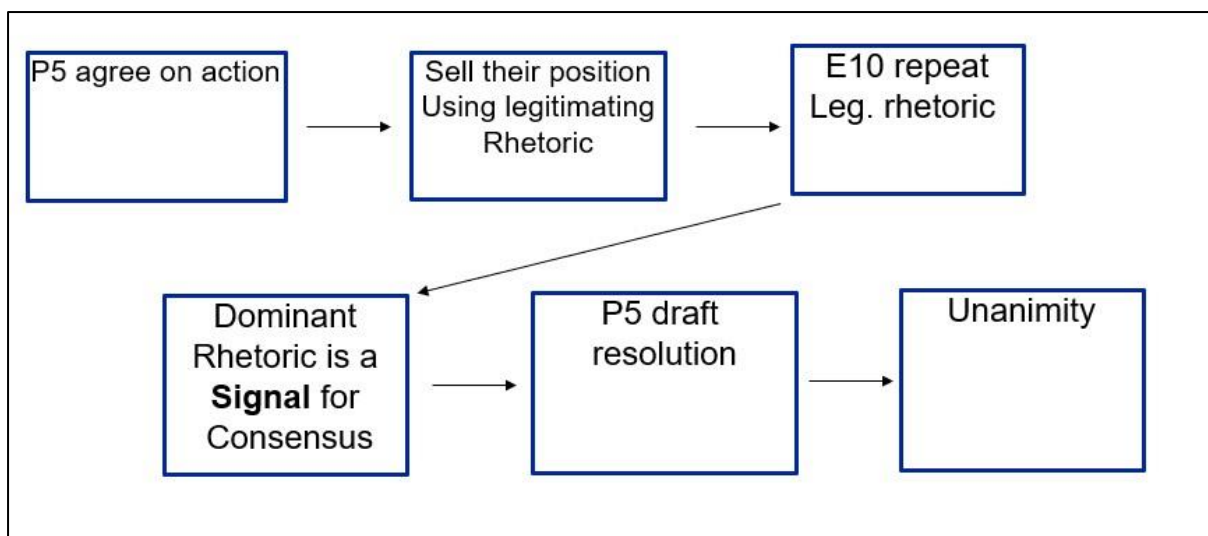 P5 agree on action
Sell their position
Using legitimating
Rhetoric
E10 repeat
Leg. rhetoric
Dominant
Rhetoric is a
Signal for
Consensus
P5 draft
resolution
Unanimity